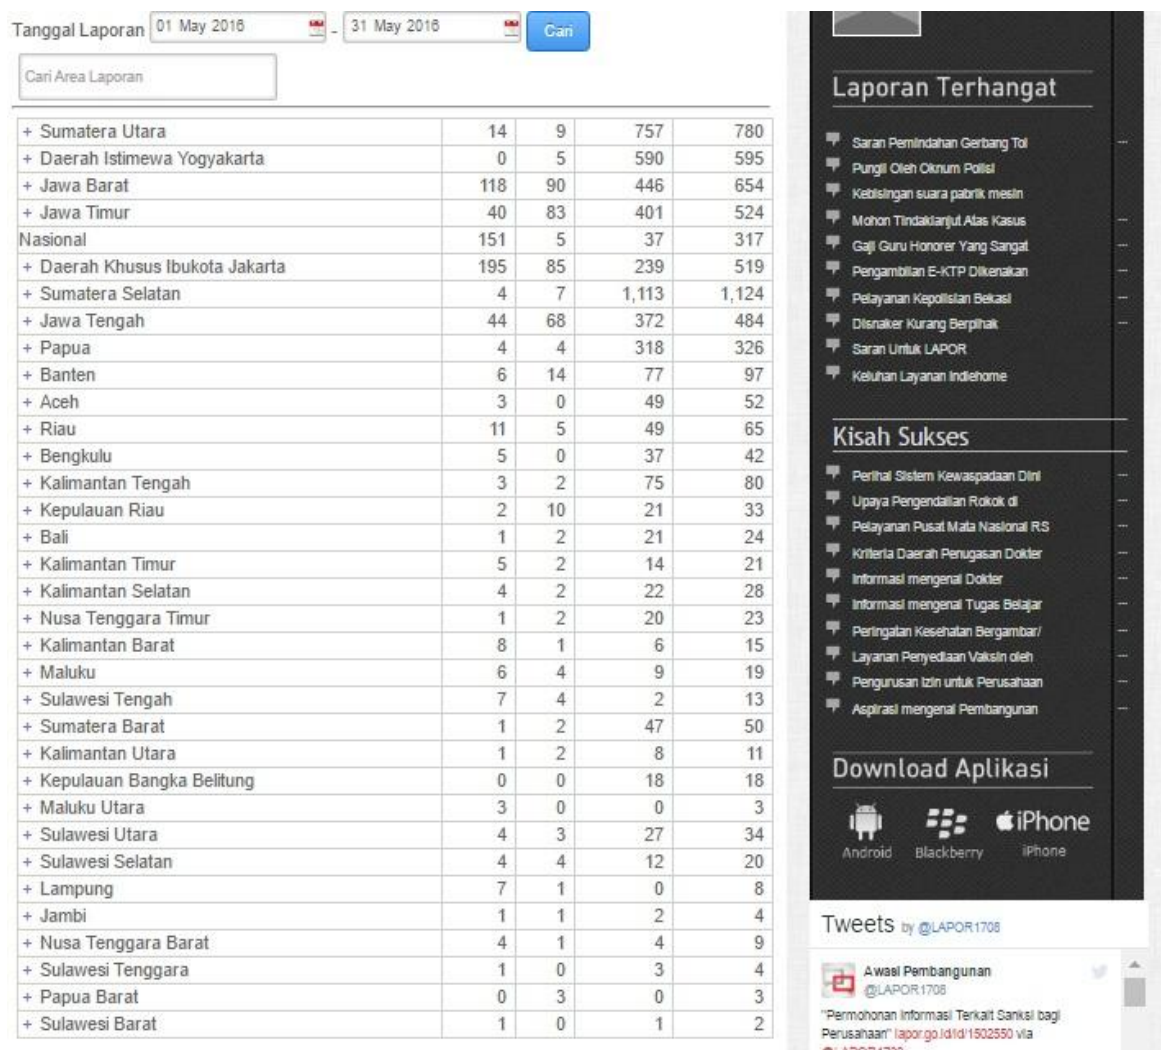 Tanggal Laporan 01 May 2016 - 31 May 2016 Cari
Cari Area Laporan
+ Sumatera Utara 14 9 757 780
+ Daerah Istimewa Yogyakarta 0 5 590 595
+ Jawa Barat 118 90 446 654
+ Jawa Timur 40 83 401 524
Nasional 151 5 37 317
+ Daerah Khusus Ibukota Jakarta 195 85 239 519
+ Sumatera Selatan 4 7 1,113 1,124
+ Jawa Tengah 44 68 372 484
+ Papua 4 4 318 326
+ Banten 6 14 77 97
+ Aceh 3 0 49 52
+ Riau 11 5 49 65
+ Bengkulu 5 0 37 42
+ Kalimantan Tengah 3 2 75 80
+ Kepulauan Riau 2 10 21 33
+ Bali 1 2 21 24
+ Kalimantan Timur 5 2 14 21
+ Kalimantan Selatan 4 2 22 28
+ Nusa Tenggara Timur 1 2 20 23
+ Kalimantan Barat 8 1 6 15
+ Maluku 6 4 9 19
+ Sulawesi Tengah 7 4 2 13
+ Sumatera Barat 1 2 47 50
+ Kalimantan Utara 1 2 8 11
+ Kepulauan Bangka Belitung 0 0 18 18
+ Maluku Utara 3 0 0 3
+ Sulawesi Utara 4 3 27 34
+ Sulawesi Selatan 4 4 12 20
+ Lampung 7 1 0 8
+ Jambi 1 1 2 4
+ Nusa Tenggara Barat 4 1 4 9
+ Sulawesi Tenggara 1 0 3 4
+ Papua Barat 0 3 0 3
+ Sulawesi Barat 1 0 1 2
Laporan Terhangat
Saran Pemindahan Gerbang Tol ...
Pungli Oleh Oknum Polisi
Kebisingan suara pabrik mesin
Mohon Tindaklanjut Atas Kasus ...
Gaji Guru Honorer Yang Sangat ...
Pengambilan E-KTP Dikenakan ...
Pelayanan Kepolisian Bekasi ...
Disnaker Kurang Berpihak ...
Saran Untuk LAPOR
Keluhan Layanan Indiehome
Kisah Sukses
Perihal Sistem Kewaspadaan Dini ...
Upaya Pengendalian Rokok di ...
Pelayanan Pusat Mata Nasional RS ...
Kriteria Daerah Penugasan Dokter ...
Informasi mengenai Dokter ...
Informasi mengenai Tugas Belajar ...
Peringatan Kesehatan Bergambar/ ...
Layanan Penyediaan Vaksin oleh ...
Pengurusan Izin untuk Perusahaan ...
Aspirasi mengenai Pembangunan ...
Download Aplikasi
iPhone
Android Blackberry iPhone
Tweets by @LAPOR1708
Awasi Pembangunan
@LAPOR1708
"Permohonan Informasi Terkait Sanksi bagi
Perusahaan" lapor.go.id/id/1502550 via
@LAPOR1708